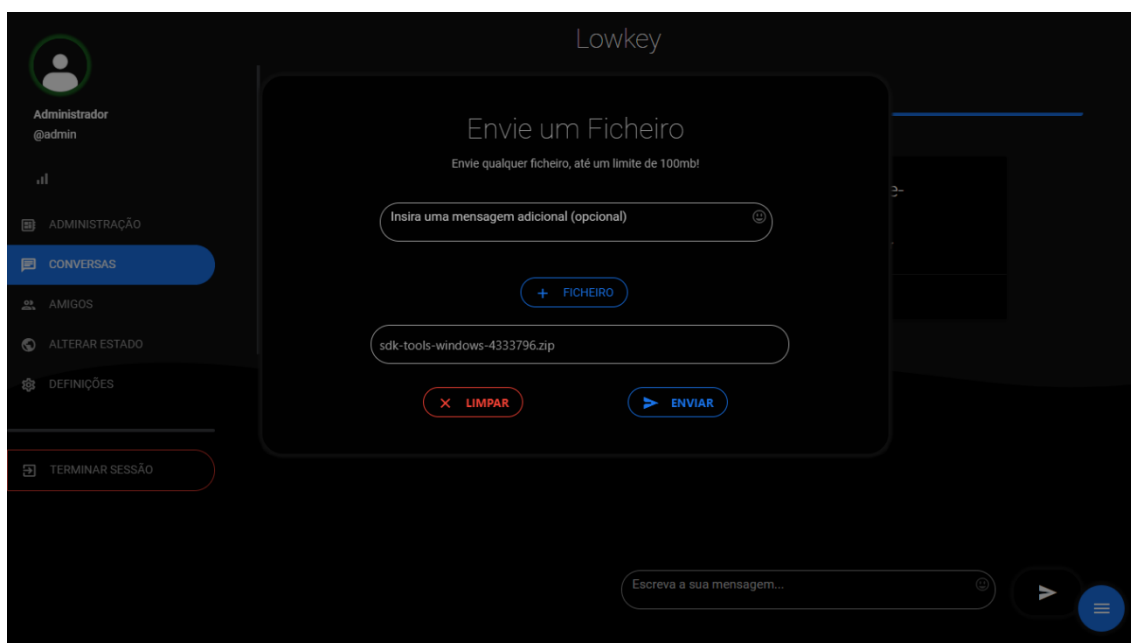 Lowkey
Administrador
@admin
ADMINISTRAÇÃO
CONVERSAS
AMIGOS
ALTERAR ESTADO
DEFINIÇÕES
TERMINAR SESSÃO
Envie um Ficheiro
Envie qualquer ficheiro, até um limite de 100mb!
Insira uma mensagem adicional (opcional)
+ FICHEIRO
sdk-tools-windows-4333796.zip
LIMPAR
ENVIAR
Escreva a sua mensagem...